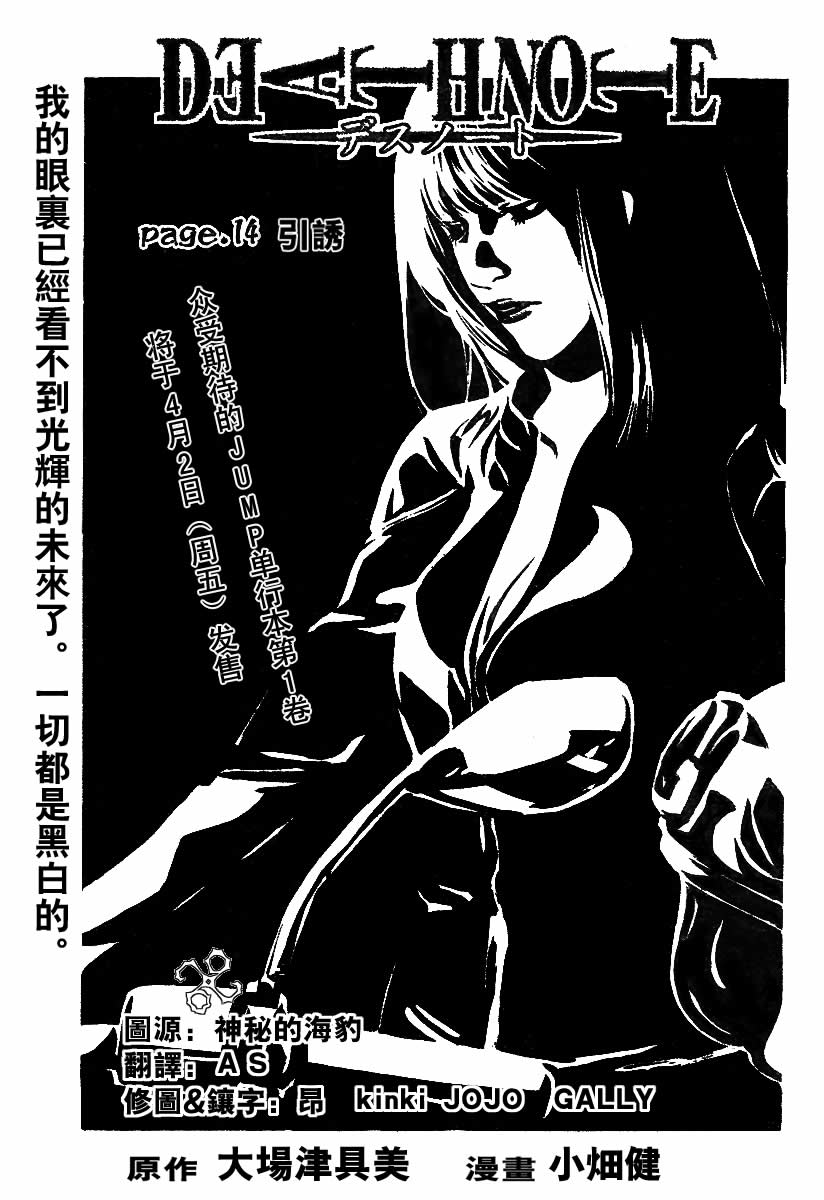 DEATHNOTE
デスノート
page.14 引誘
众受期待的JUMP单行本第1卷
将于4月2日(周五)发售
我的眼裏已經看不到光輝的未來了。一切都是黑白的。
圖源：神秘的海豹
翻譯：AS
修圖&鑲字：昂 kinki JOJO GALLY
原作 大場津具美 漫畫 小畑健